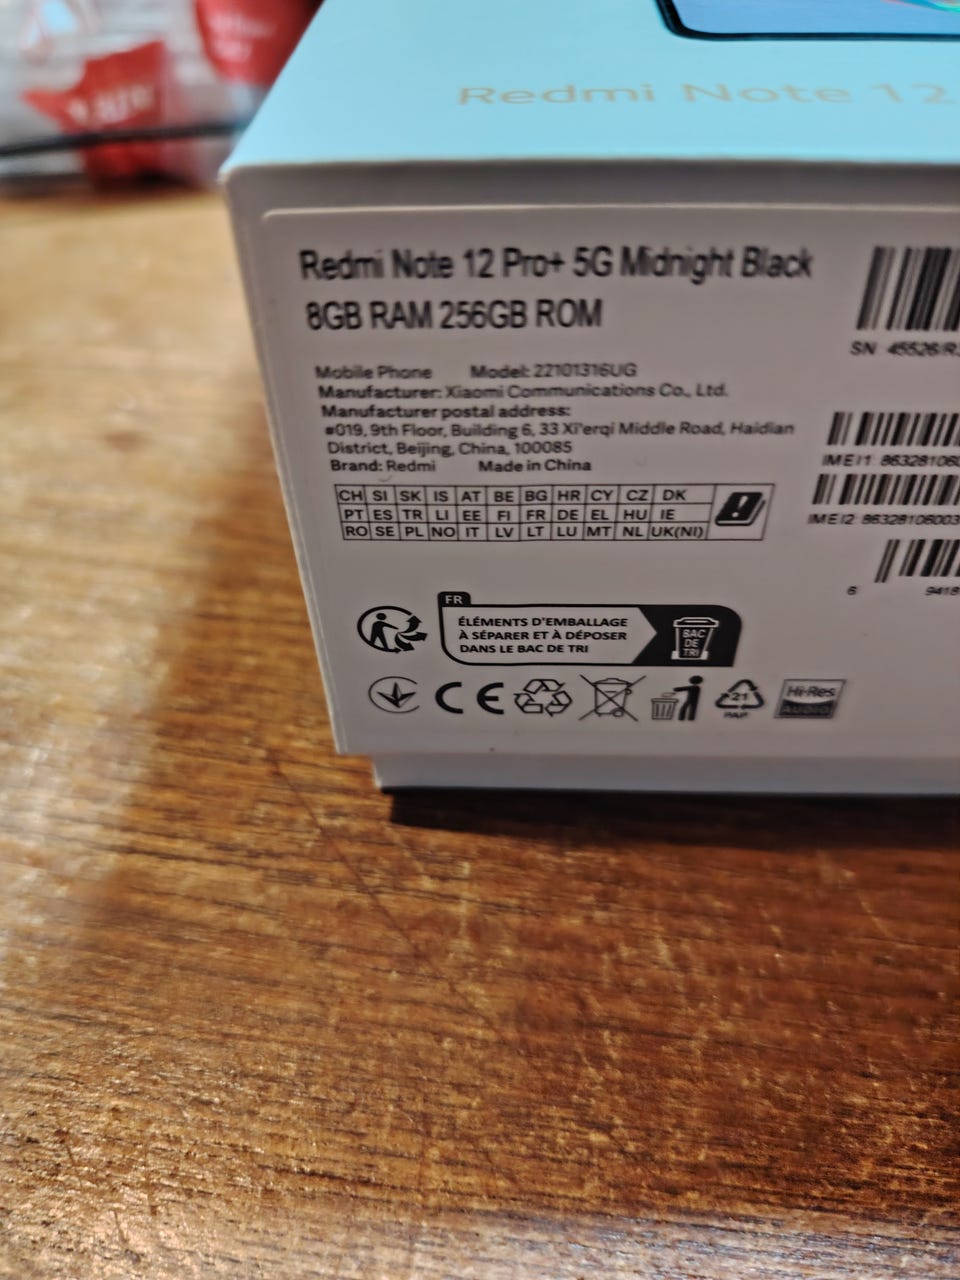 Redmi Note 12
Redmi Note 12 Pro+ 5G Midnight Black
8GB RAM 256GB ROM
Mobile Phone Model: 22101316UG
Manufacturer: Xiaomi Communications Co., Ltd.
Manufacturer postal address:
#019, 9th Floor, Building 6, 33 Xi'erqi Middle Road, Haidian
District, Beijing, China, 100085
Brand: Redmi Made in China
CH SI SK IS AT BE BG HR CY CZ DK
PT ES TR LI EE FI FR DE EL HU IE
RO SE PL NO IT LV LT LU MT NL UK(NI)
SN: 45526/R
IMEI1: 86328106
IMEI2: 8632810600
6 9418
FR
ÉLÉMENTS D'EMBALLAGE
À SÉPARER ET À DÉPOSER
DANS LE BAC DE TRI
BAC
DE
TRI
CE
21
PAP
Hi-Res
AUDIO